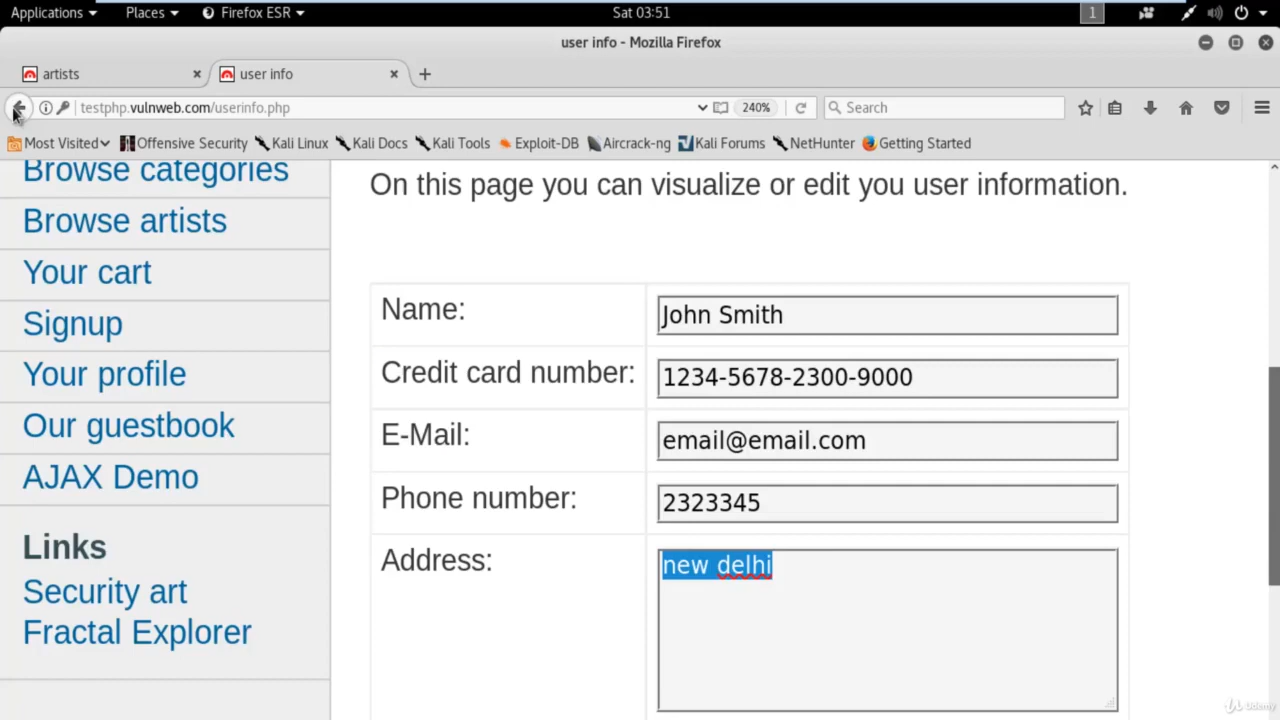 Applications Places Firefox ESR Sat 03:51 1
user info - Mozilla Firefox
artists user info
testphp.vulnweb.com/userinfo.php 240% Search
Most Visited Offensive Security Kali Linux Kali Docs Kali Tools Exploit-DB Aircrack-ng Kali Forums NetHunter Getting Started
Browse categories
Browse artists
Your cart
Signup
Your profile
Our guestbook
AJAX Demo
Links
Security art
Fractal Explorer
On this page you can visualize or edit you user information.
Name: John Smith
Credit card number: 1234-5678-2300-9000
E-Mail: email@email.com
Phone number: 2323345
Address: new delhi
Udemy